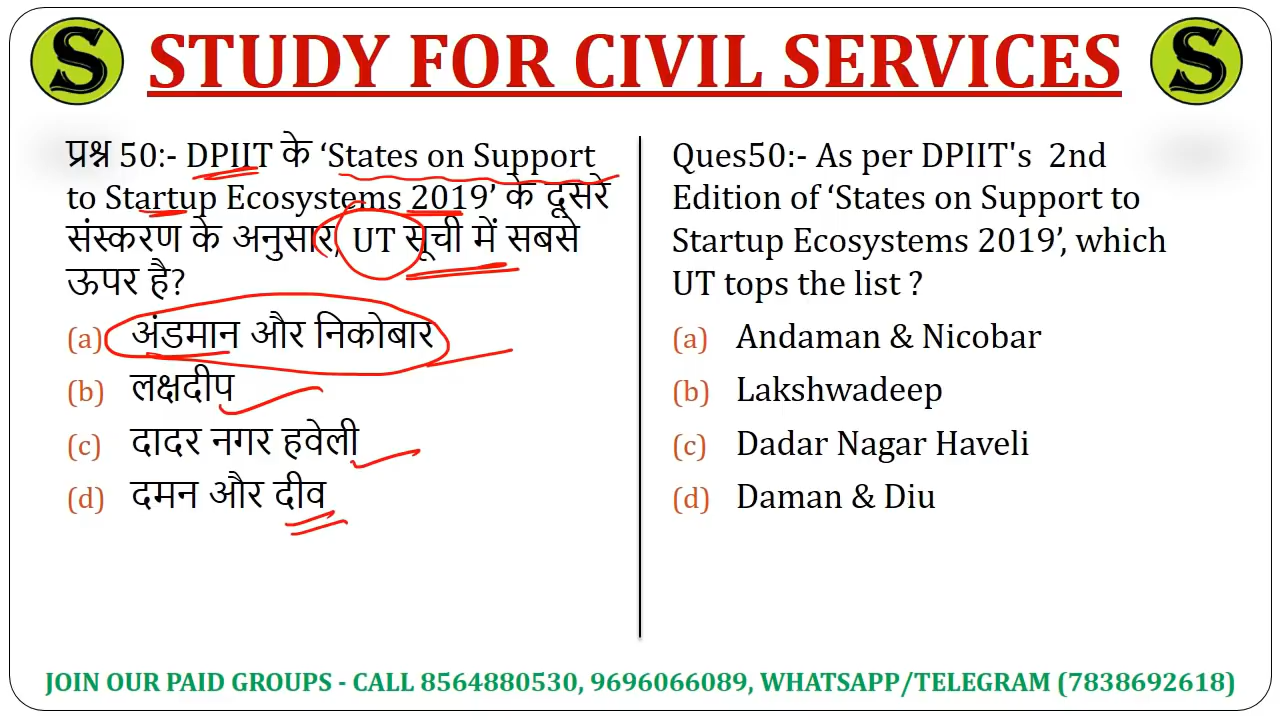 STUDY FOR CIVIL SERVICES
S
S
प्रश्न 50:- DPIIT के ‘States on Support
to Startup Ecosystems 2019’ के दूसरे
संस्करण के अनुसार, UT सूची में सबसे
ऊपर है?
(a) अंडमान और निकोबार
(b) लक्षदीप
(c) दादर नगर हवेली
(d) दमन और दीव
Ques50:- As per DPIIT's 2nd
Edition of ‘States on Support to
Startup Ecosystems 2019’, which
UT tops the list ?
(a) Andaman & Nicobar
(b) Lakshwadeep
(c) Dadar Nagar Haveli
(d) Daman & Diu
JOIN OUR PAID GROUPS - CALL 8564880530, 9696066089, WHATSAPP/TELEGRAM (7838692618)